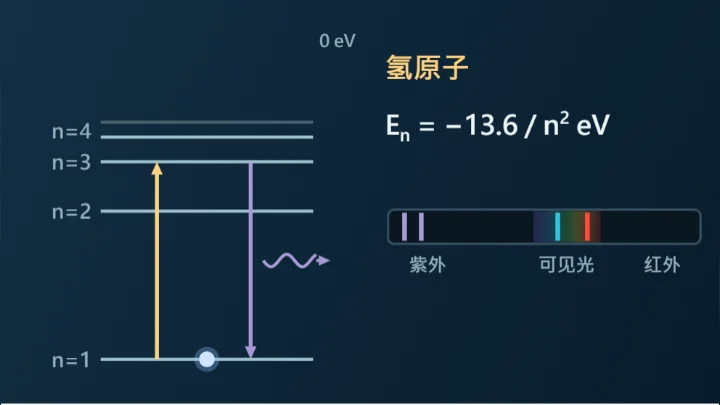 0 eV
氢原子
Eₙ = −13.6 / n² eV
n=4
n=3
n=2
n=1
紫外 可见光 红外